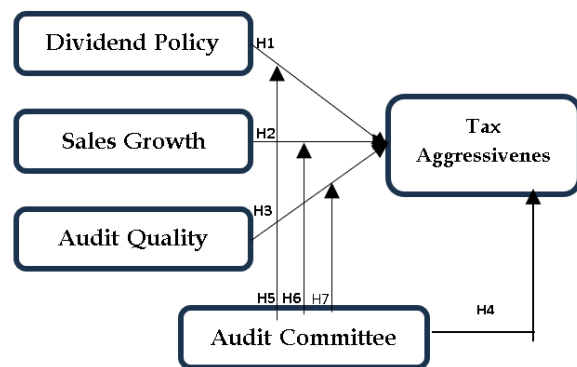 Dividend Policy
H1
Sales Growth
H2
Tax
Aggressivenes
Audit Quality
H3
H5 H6 H7
Audit Committee
H4